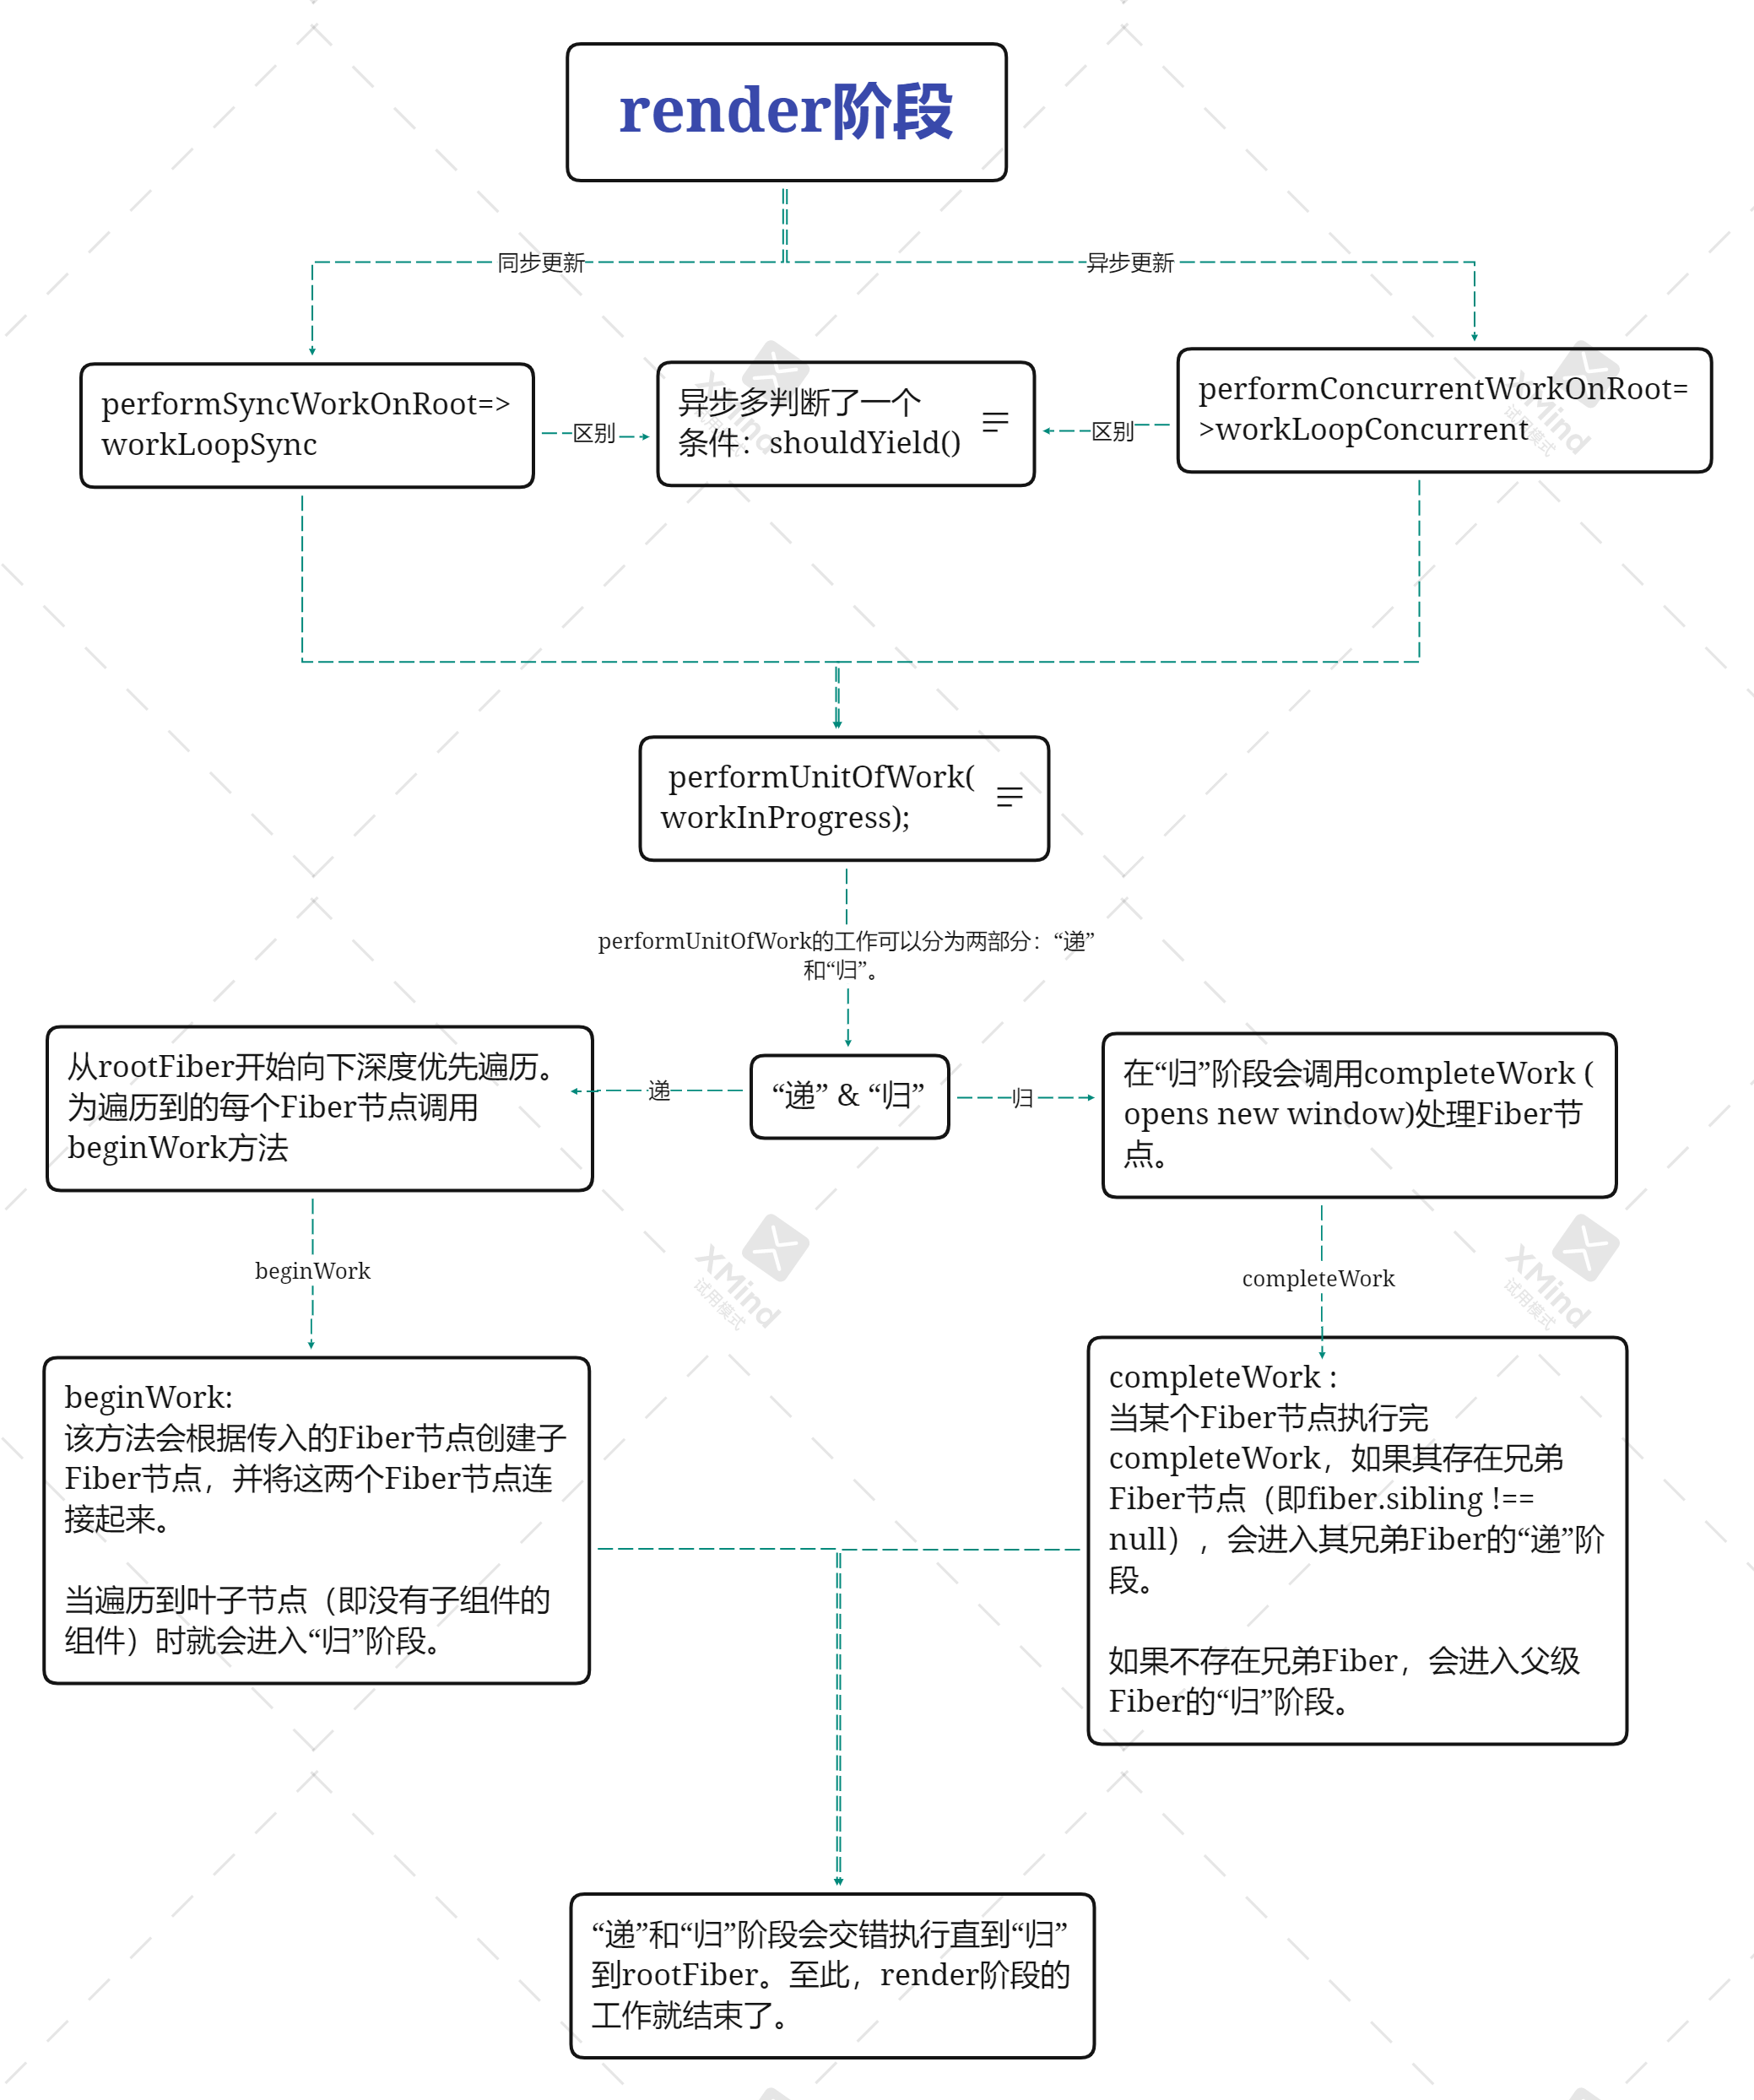 render阶段
同步更新
异步更新
performSyncWorkOnRoot=>
workLoopSync
区别
异步多判断了一个
条件：shouldYield()
区别
performConcurrentWorkOnRoot=
>workLoopConcurrent
performUnitOfWork(
workInProgress);
performUnitOfWork的工作可以分为两部分：“递”
和“归”。
从rootFiber开始向下深度优先遍历。
为遍历到的每个Fiber节点调用
beginWork方法
递
“递” & “归”
归
在“归”阶段会调用completeWork (
opens new window)处理Fiber节
点。
beginWork
completeWork
beginWork:
该方法会根据传入的Fiber节点创建子
Fiber节点，并将这两个Fiber节点连
接起来。
当遍历到叶子节点（即没有子组件的
组件）时就会进入“归”阶段。
completeWork :
当某个Fiber节点执行完
completeWork，如果其存在兄弟
Fiber节点（即fiber.sibling !==
null），会进入其兄弟Fiber的“递”阶
段。
如果不存在兄弟Fiber，会进入父级
Fiber的“归”阶段。
“递”和“归”阶段会交错执行直到“归”
到rootFiber。至此，render阶段的
工作就结束了。
XMind
试用模式
XMind
试用模式
XMind
试用模式
XMind
试用模式